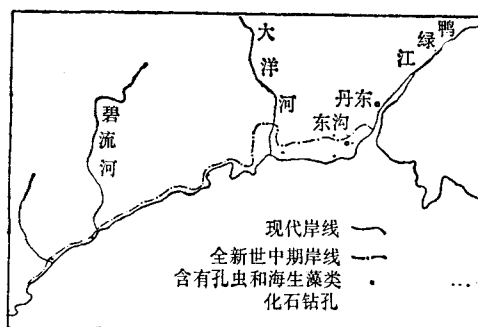 大洋河
鸭绿江
碧流河
丹东
东沟
现代岸线
全新世中期岸线
含有孔虫和海生藻类
化石钻孔